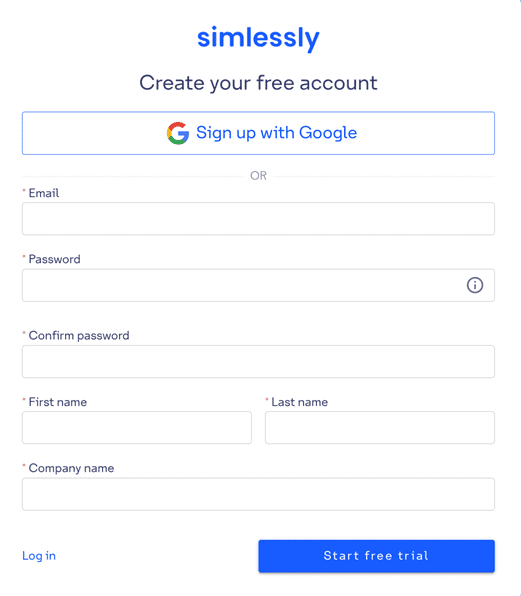 simlessly
Create your free account
Sign up with Google
OR
* Email
* Password
* Confirm password
* First name * Last name
* Company name
Log in Start free trial